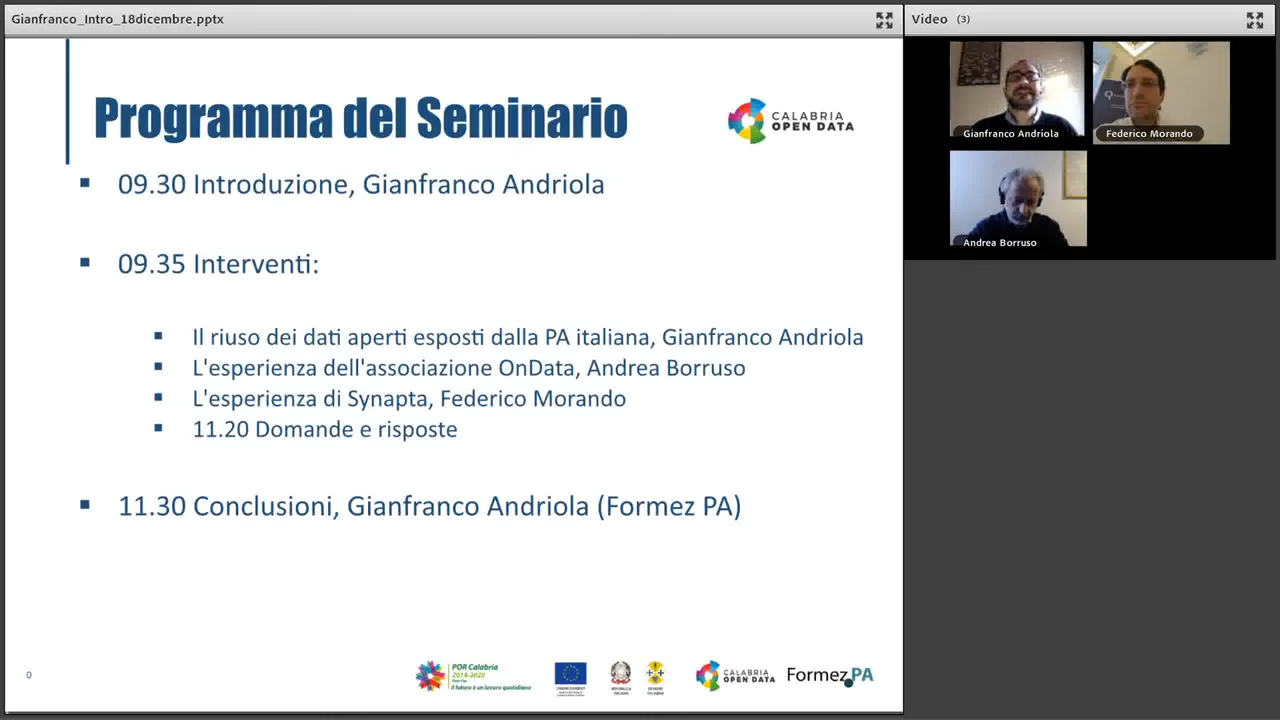 Gianfranco_Intro_18dicembre.pptx
Video (3)
Programma del Seminario
CALABRIA
OPEN DATA
09.30 Introduzione, Gianfranco Andriola
09.35 Interventi:
Il riuso dei dati aperti esposti dalla PA italiana, Gianfranco Andriola
L'esperienza dell'associazione OnData, Andrea Borruso
L'esperienza di Synapta, Federico Morando
11.20 Domande e risposte
11.30 Conclusioni, Gianfranco Andriola (Formez PA)
Gianfranco Andriola
Federico Morando
Andrea Borruso
0
POR Calabria
2014-2020
il futuro è un lavoro quotidiano
CALABRIA
OPEN DATA
Formez PA